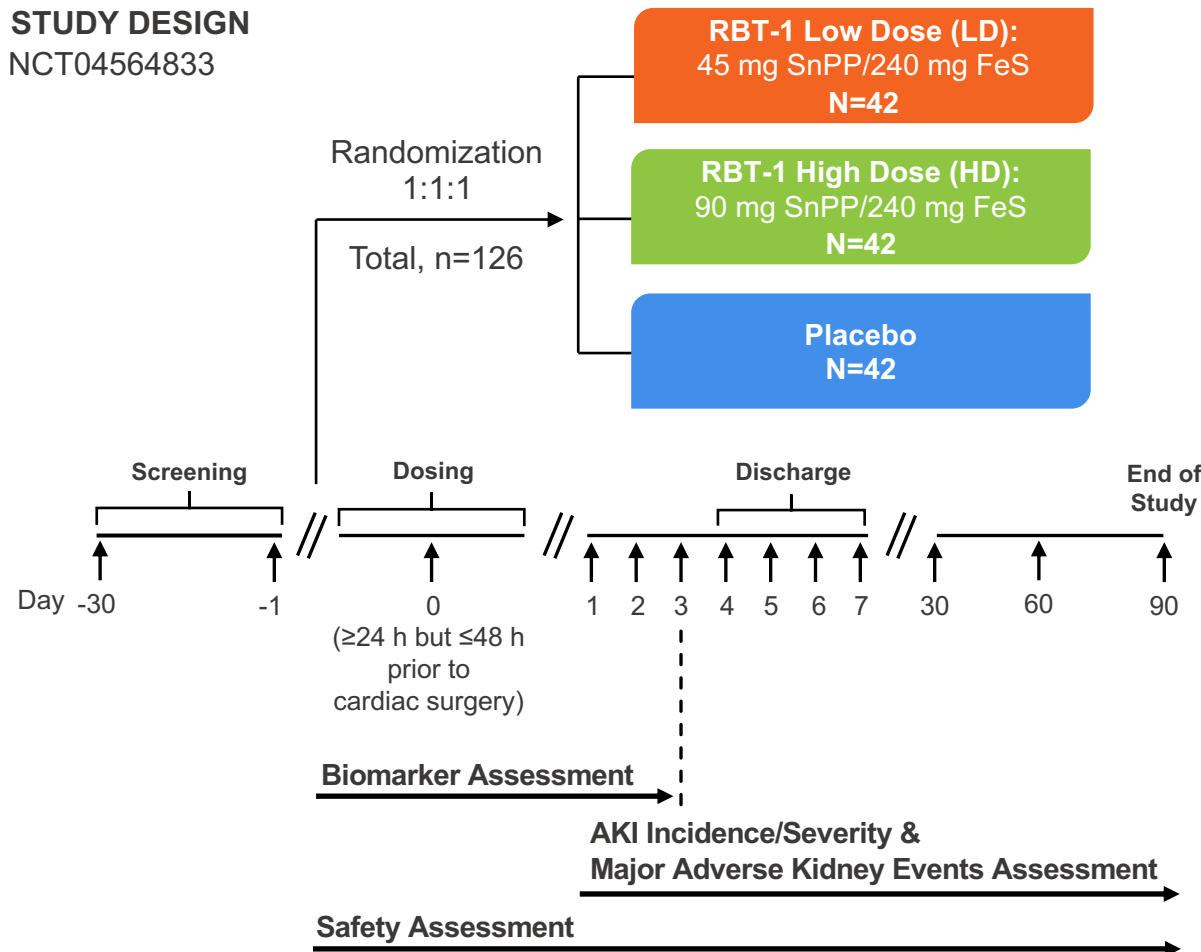 STUDY DESIGN
NCT04564833
RBT-1 Low Dose (LD):
45 mg SnPP/240 mg FeS
N=42
Randomization
1:1:1
Total, n=126
RBT-1 High Dose (HD):
90 mg SnPP/240 mg FeS
N=42
Placebo
N=42
Screening
Dosing
Discharge
End of
Study
Day -30 -1 0 1 2 3 4 5 6 7 30 60 90
(≥24 h but ≤48 h
prior to
cardiac surgery)
Biomarker Assessment
AKI Incidence/Severity &
Major Adverse Kidney Events Assessment
Safety Assessment